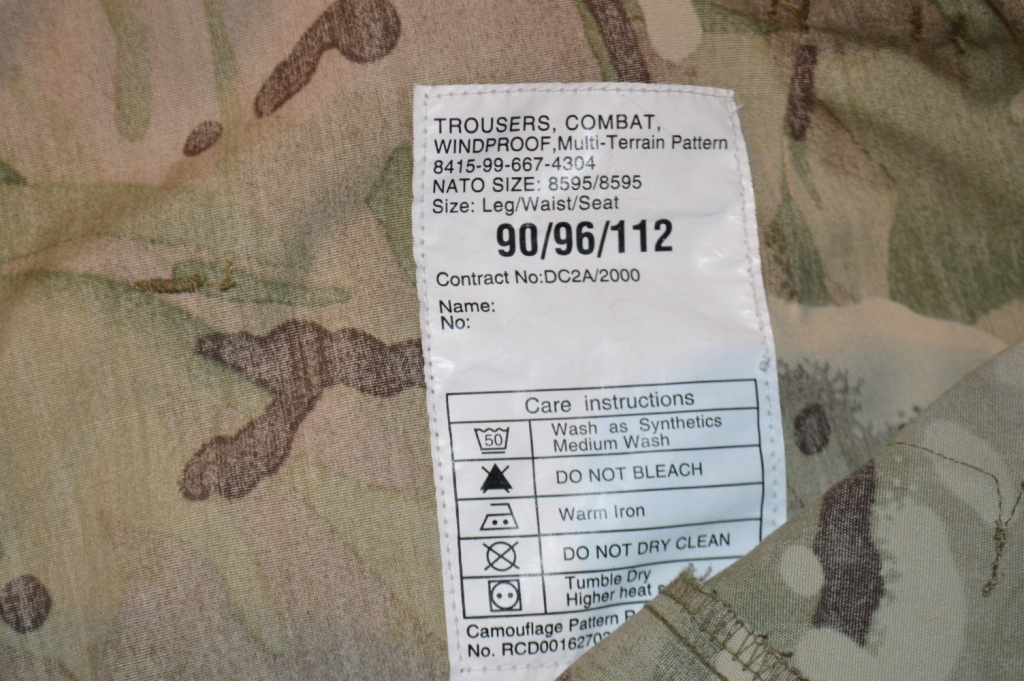 TROUSERS, COMBAT,
WINDPROOF,Multi-Terrain Pattern
8415-99-667-4304
NATO SIZE: 8595/8595
Size: Leg/Waist/Seat
90/96/112
Contract No:DC2A/2000
Name:
No:
Care instructions
50 Wash as Synthetics
Medium Wash
DO NOT BLEACH
Warm Iron
DO NOT DRY CLEAN
Tumble Dry
Higher heat
Camouflage Pattern
No. RCD00162702